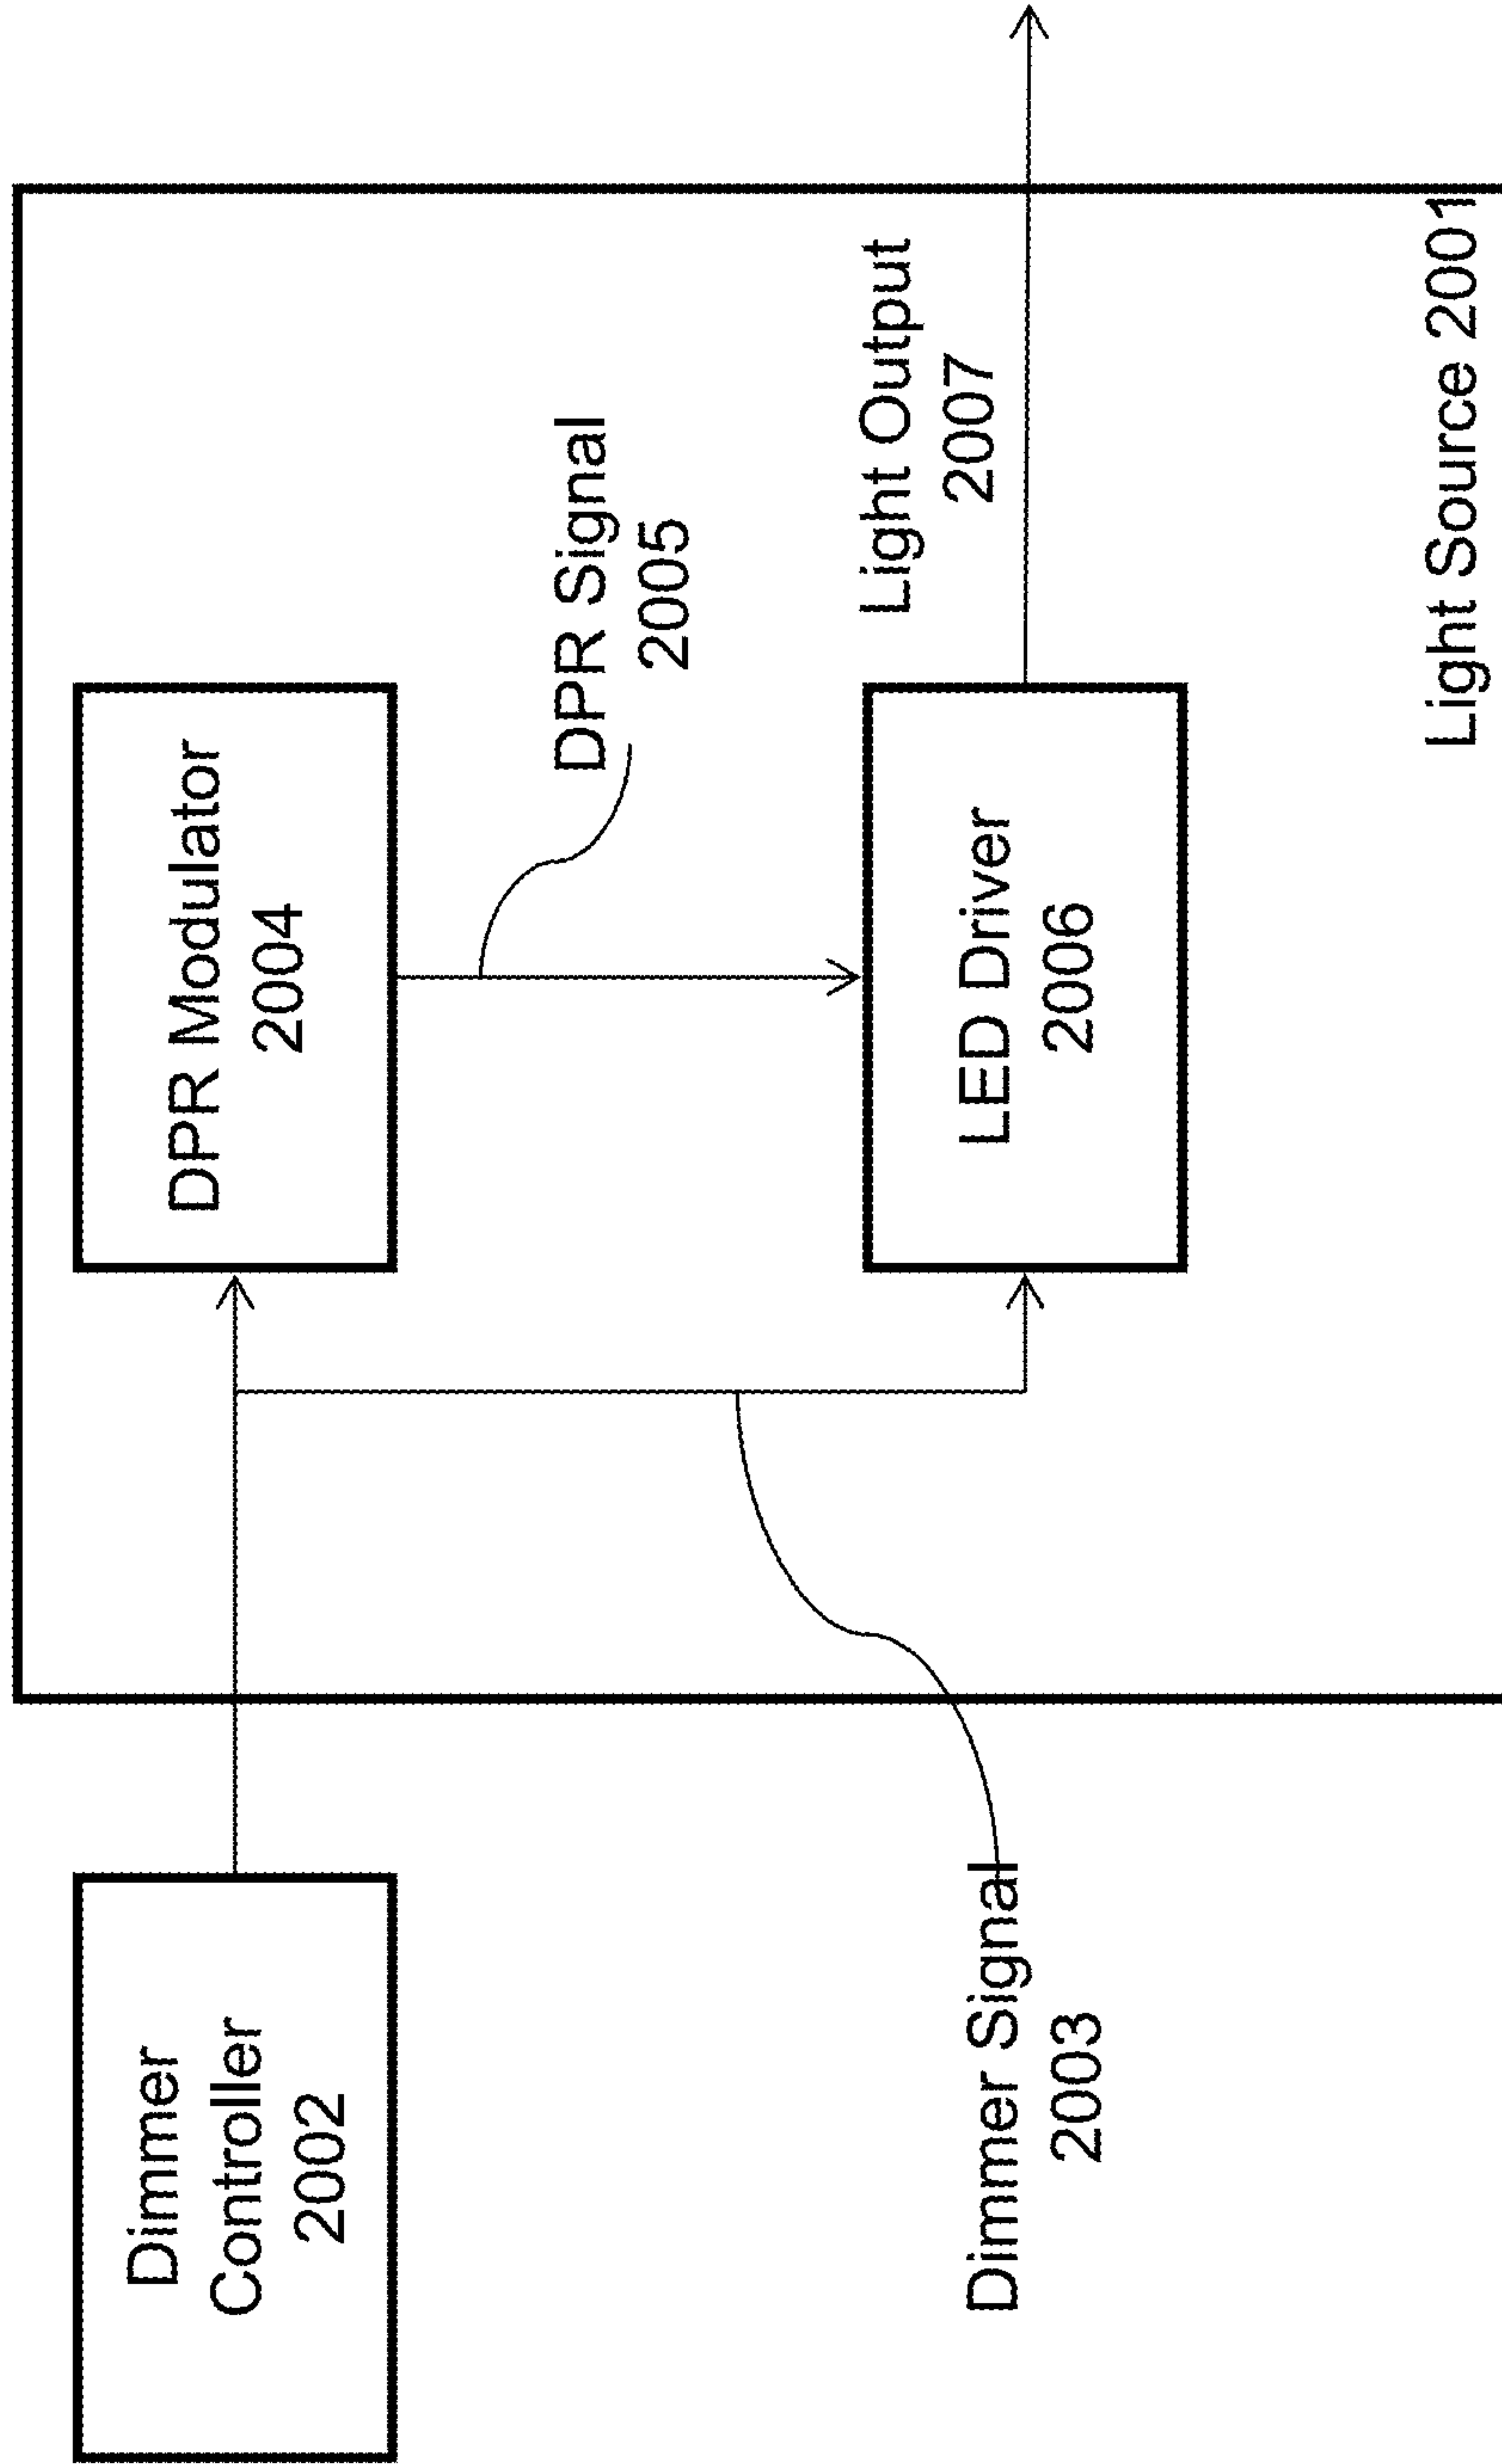 Dimmer
Controller
2002
DPR Modulator
2004
DPR Signal
2005
Dimmer Signal
2003
LED Driver
2006
Light Output
2007
Light Source 2001